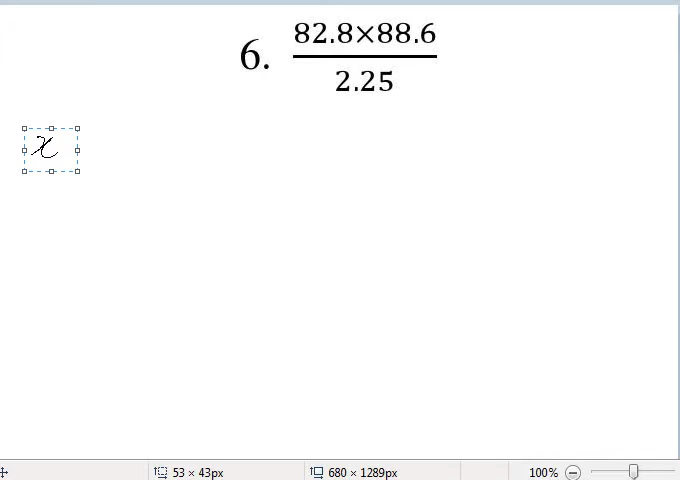 6. 82.8×88.6
2.25
x
53 × 43px 680 × 1289px 100%